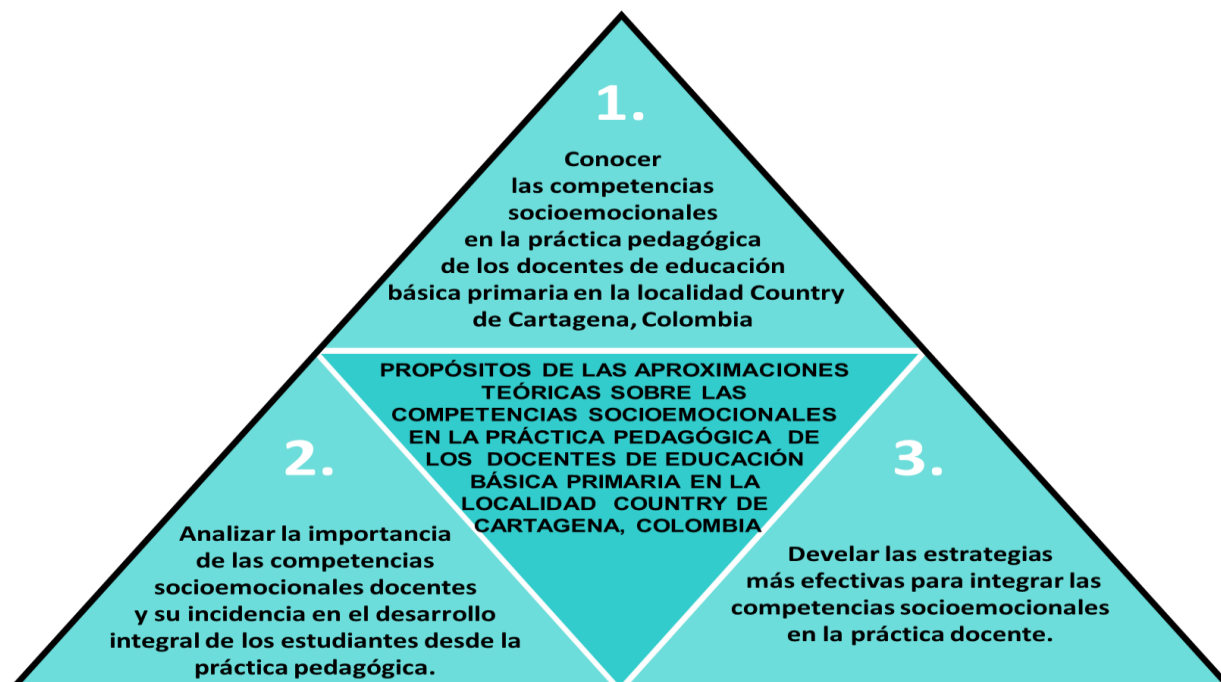 1.
Conocer
las competencias
socioemocionales
en la práctica pedagógica
de los docentes de educación
básica primaria en la localidad Country
de Cartagena, Colombia
PROPÓSITOS DE LAS APROXIMACIONES
TEÓRICAS SOBRE LAS
COMPETENCIAS SOCIOEMOCIONALES
EN LA PRÁCTICA PEDAGÓGICA DE
LOS DOCENTES DE EDUCACIÓN
BÁSICA PRIMARIA EN LA
LOCALIDAD COUNTRY DE
CARTAGENA, COLOMBIA
2.
Analizar la importancia
de las competencias
socioemocionales docentes
y su incidencia en el desarrollo
integral de los estudiantes desde la
práctica pedagógica.
3.
Develar las estrategias
más efectivas para integrar las
competencias socioemocionales
en la práctica docente.